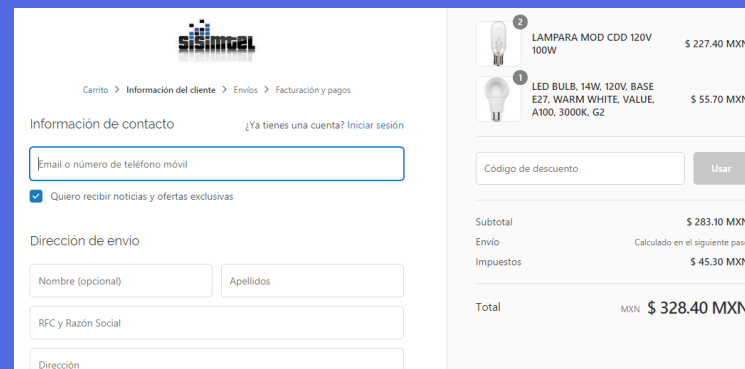 sisimtel
Carrito > Información del cliente > Envíos > Facturación y pagos
Información de contacto
¿Ya tienes una cuenta? Iniciar sesión
Email o número de teléfono móvil
Quiero recibir noticias y ofertas exclusivas
Dirección de envío
Nombre (opcional)
Apellidos
RFC y Razón Social
Dirección
2
LAMPARA MOD CDD 120V
100W
$ 227.40 MXN
1
LED BULB, 14W, 120V, BASE
E27, WARM WHITE, VALUE,
A100, 3000K, G2
$ 55.70 MXN
Código de descuento
Usar
Subtotal
$ 283.10 MXN
Envío
Calculado en el siguiente paso
Impuestos
$ 45.30 MXN
Total
MXN $ 328.40 MXN